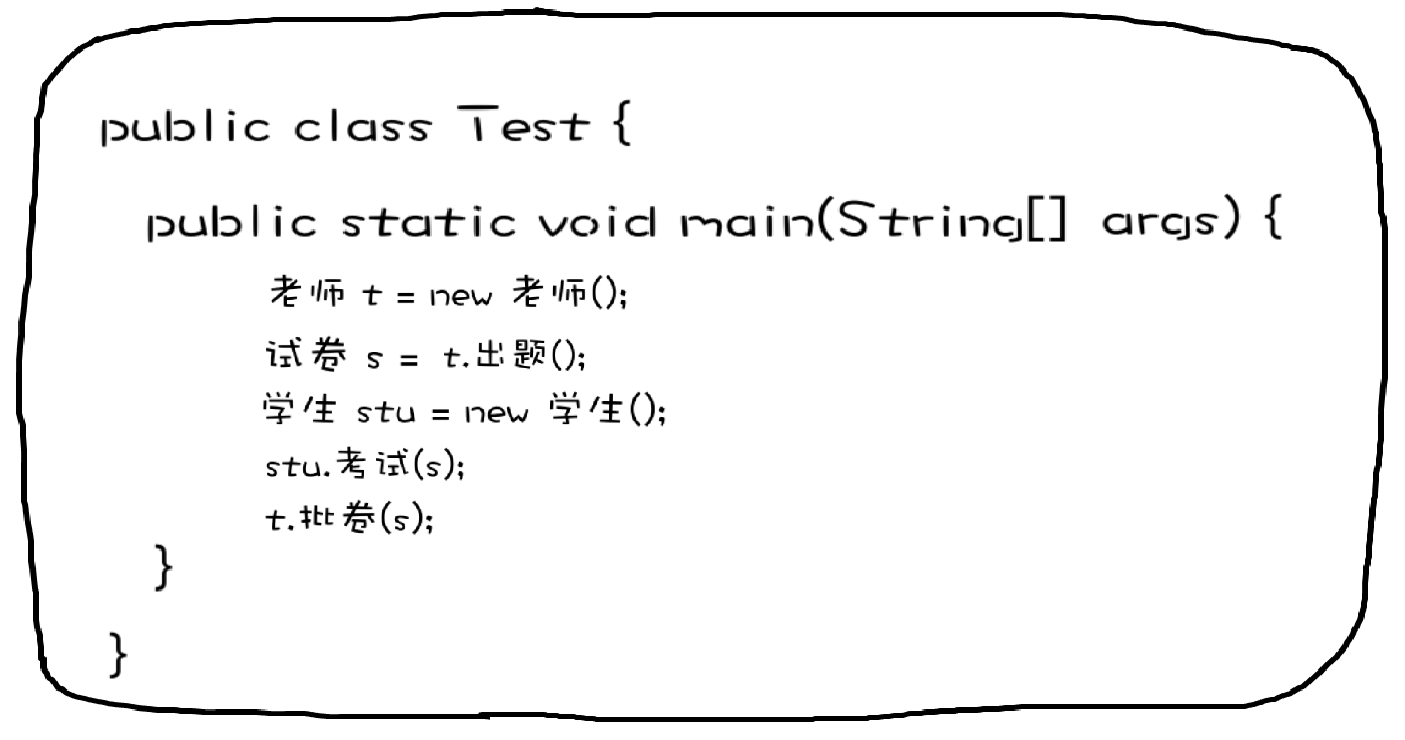 public class Test {
public static void main(String[] args) {
老师 t = new 老师();
试卷 s = t.出题();
学生 stu = new 学生();
stu.考试(s);
t.批卷(s);
}
}